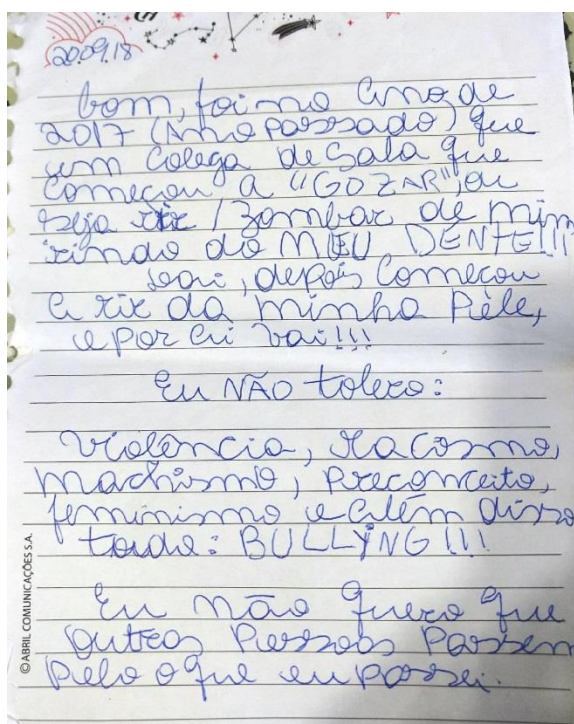 20.09.18
bom, foi no ano de
2017 (Ano passado) que
um colega de sala que
começou a "GOZAR", ou
seja rir / zombar de mim
rindo do MEU DENTE!!!
daí, depois começou
a rir da minha Pele,
e por ai vai!!!
Eu NÃO tolero:
violência, racismo,
machismo, preconceito,
feminismo e além disso
tudo: BULLYNG!!!
Eu não quero que
outras Pessoas Passem
Pelo o que eu passei.
© ABRIL COMUNICAÇÕES S.A.